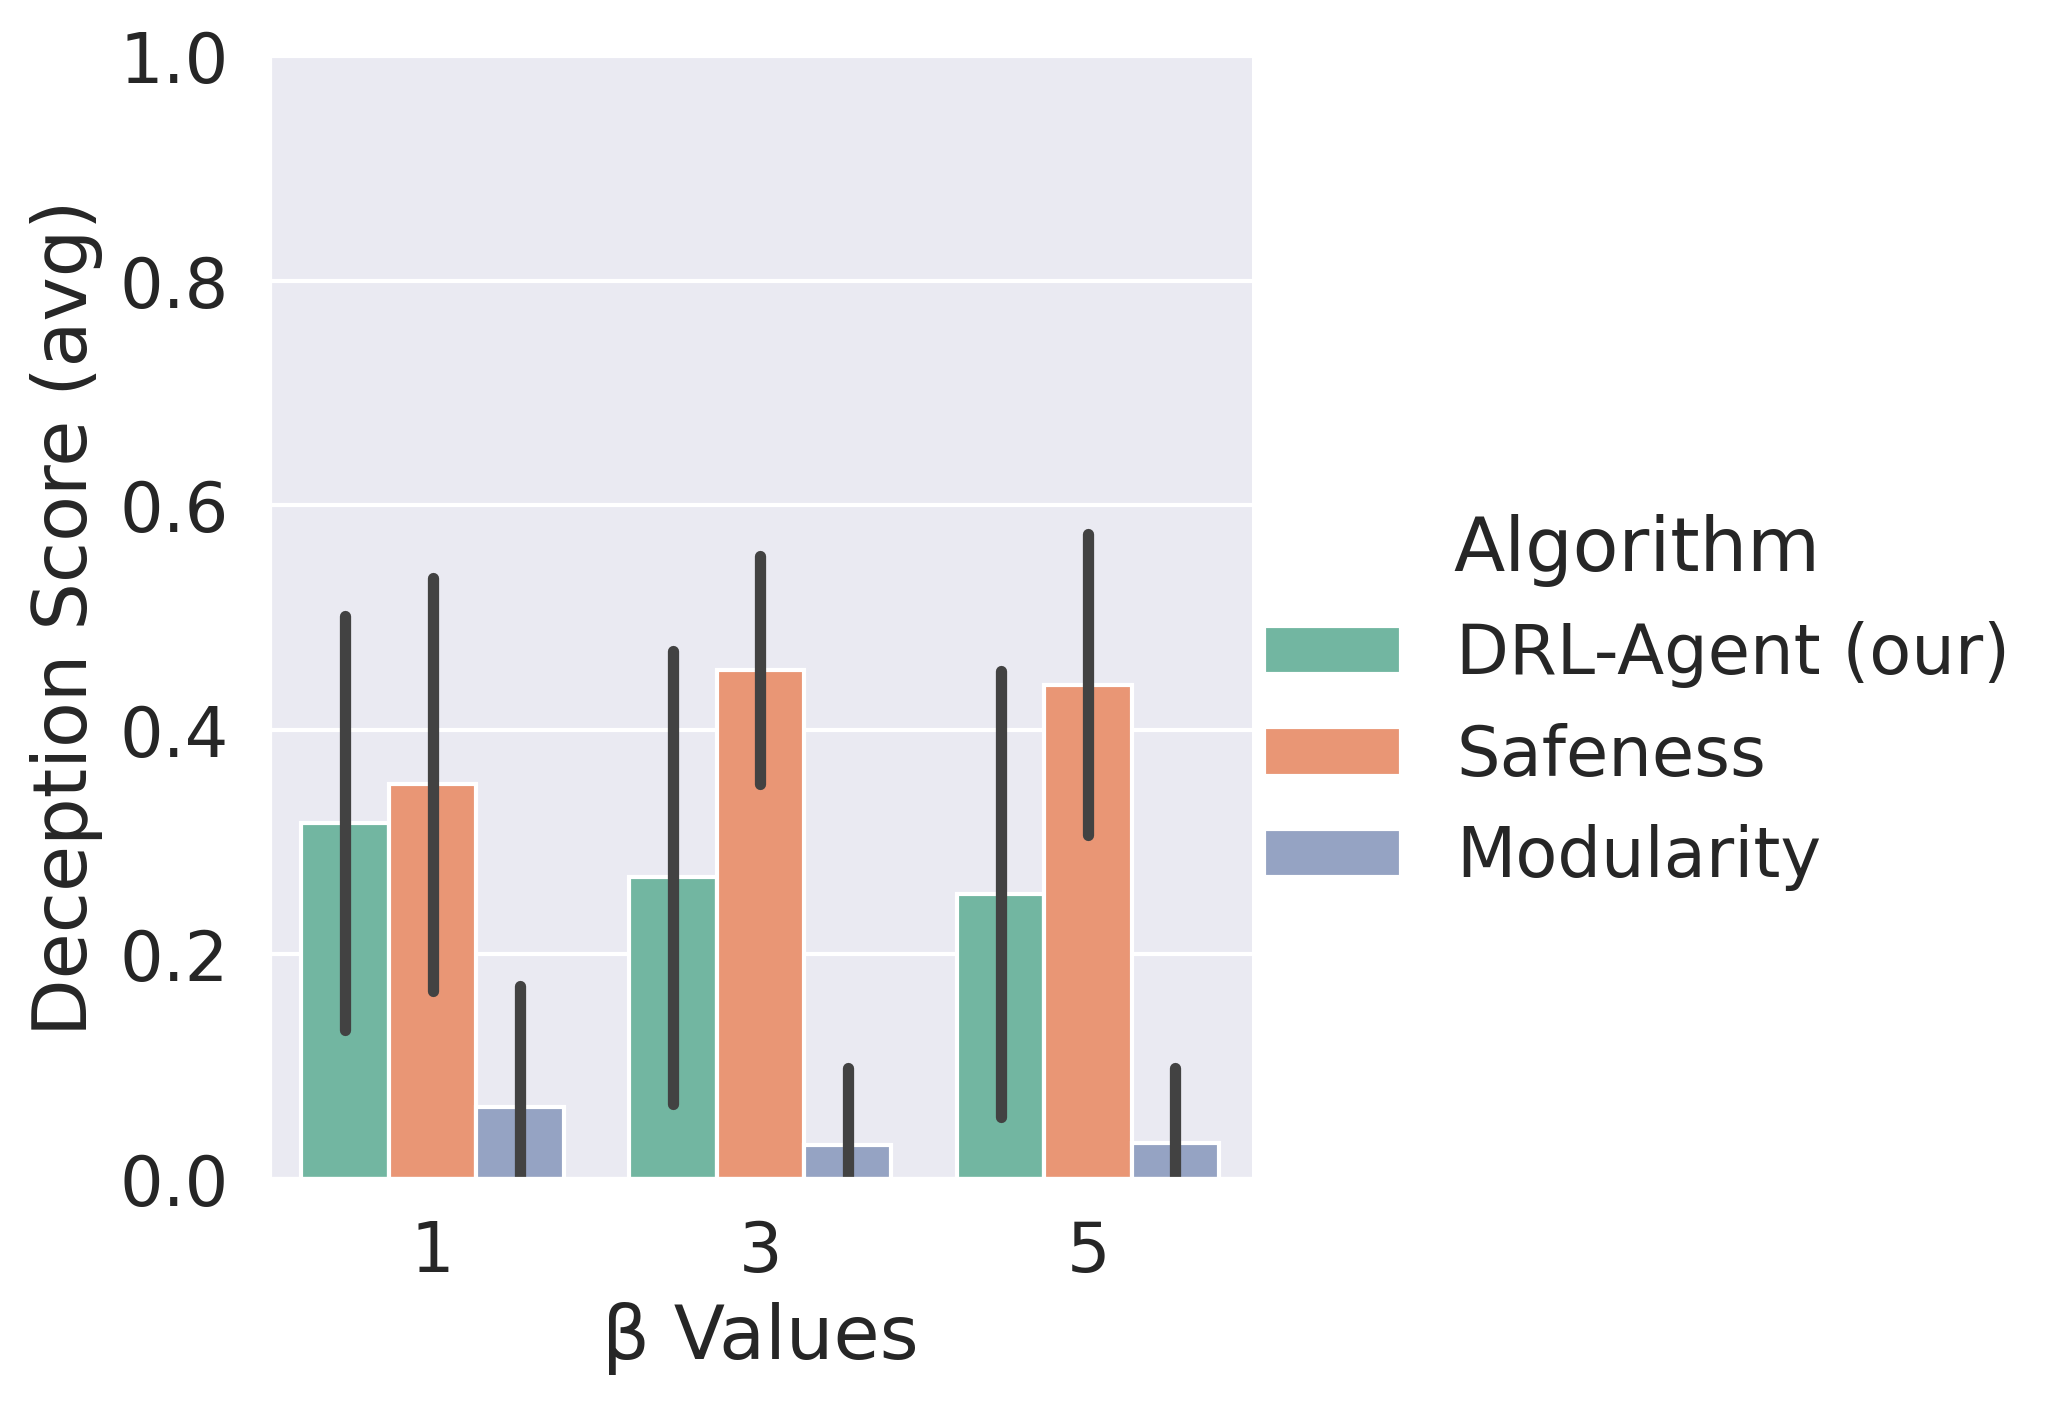 Deception Score (avg)
1.0
0.8
0.6
0.4
0.2
0.0
1 3 5
β Values
Algorithm
DRL-Agent (our)
Safeness
Modularity